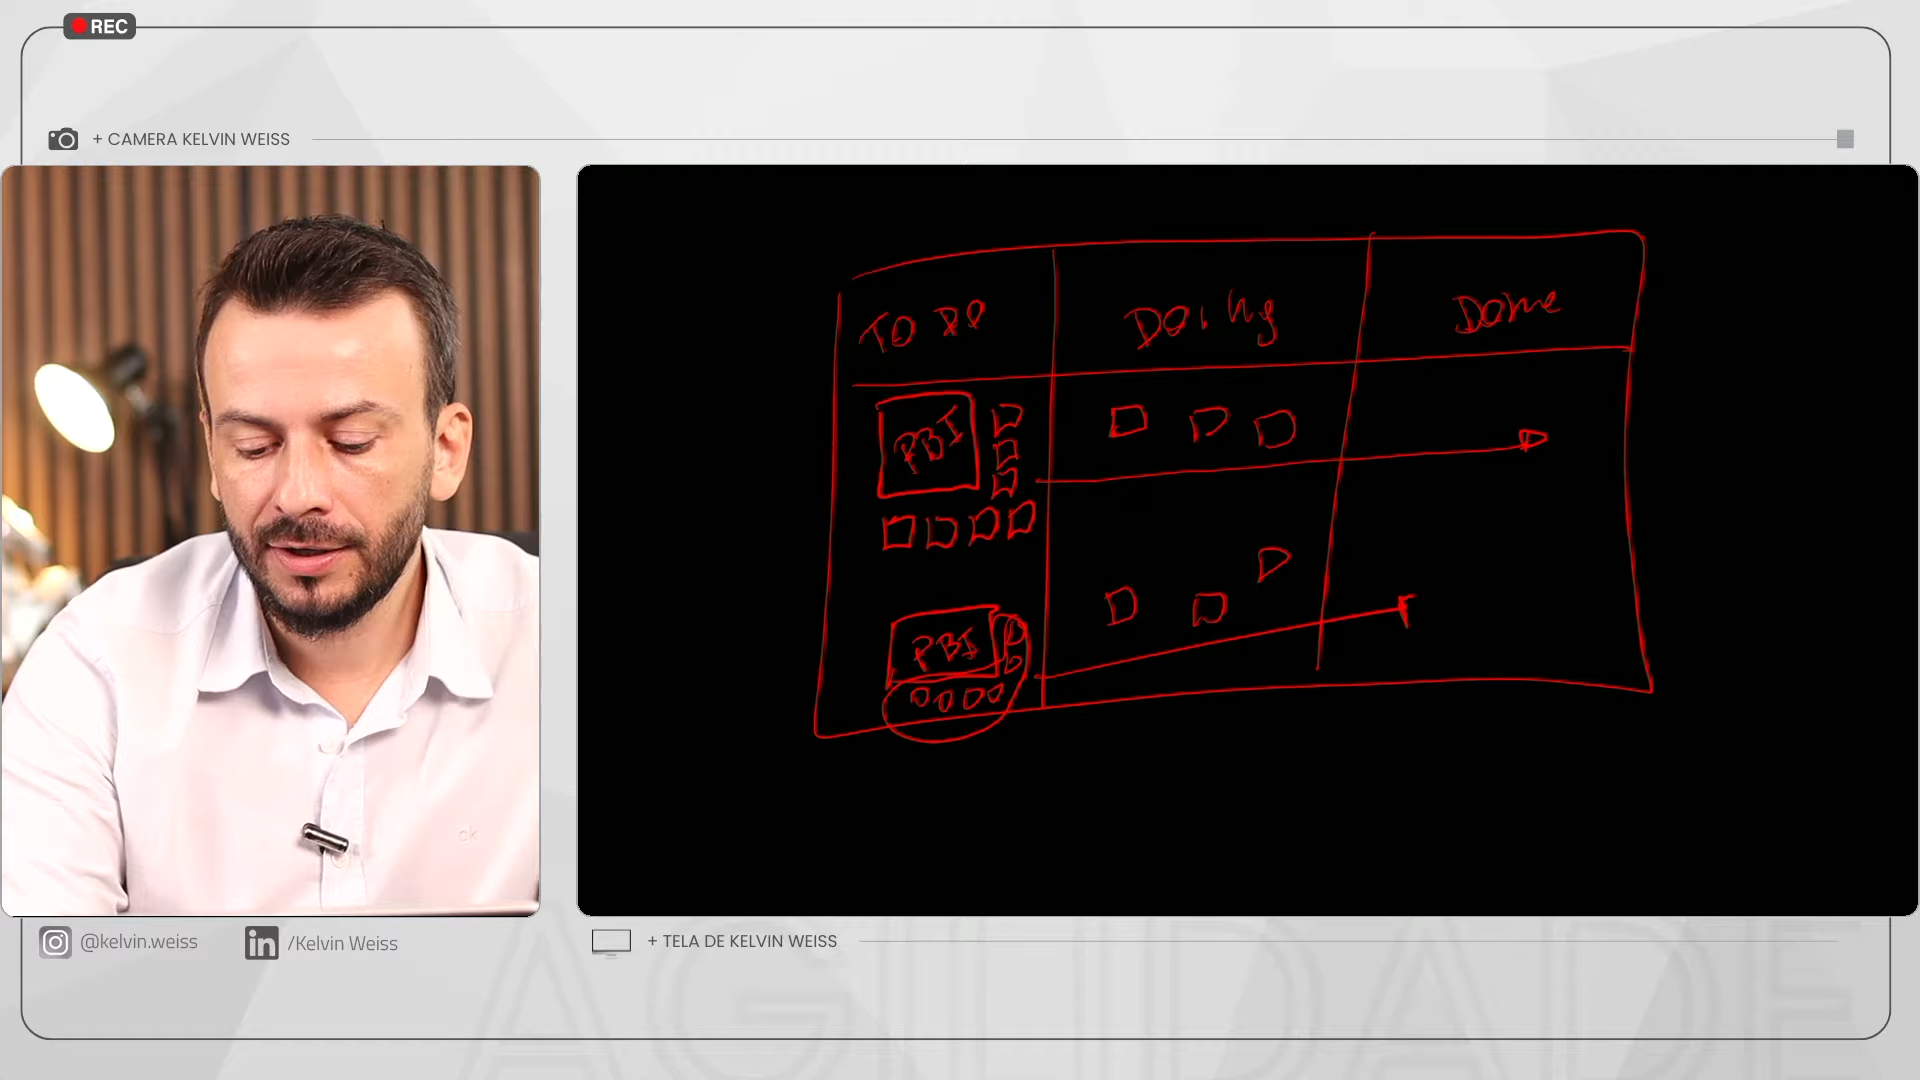 REC
+ CAMERA KELVIN WEISS
TO DO
Doing
Done
PBI
PBI
ck
@kelvin.weiss
/Kelvin Weiss
+ TELA DE KELVIN WEISS
AGILIDADE